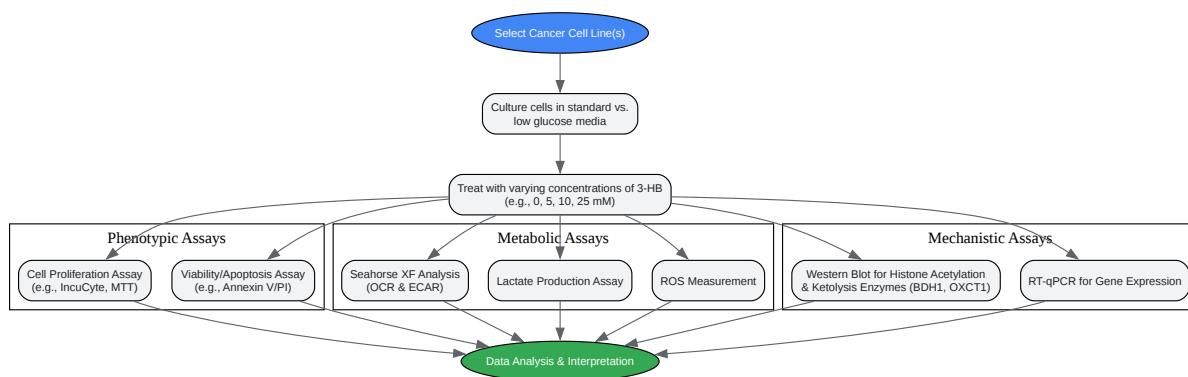 Select Cancer Cell Line(s)
Culture cells in standard vs.
low glucose media
Treat with varying concentrations of 3-HB
(e.g., 0, 5, 10, 25 mM)
Phenotypic Assays
Cell Proliferation Assay
(e.g., IncuCyte, MTT)
Viability/Apoptosis Assay
(e.g., Annexin V/PI)
Metabolic Assays
Seahorse XF Analysis
(OCR & ECAR)
Lactate Production Assay
ROS Measurement
Mechanistic Assays
Western Blot for Histone Acetylation
& Ketolysis Enzymes (BDH1, OXCT1)
RT-qPCR for Gene Expression
Data Analysis & Interpretation